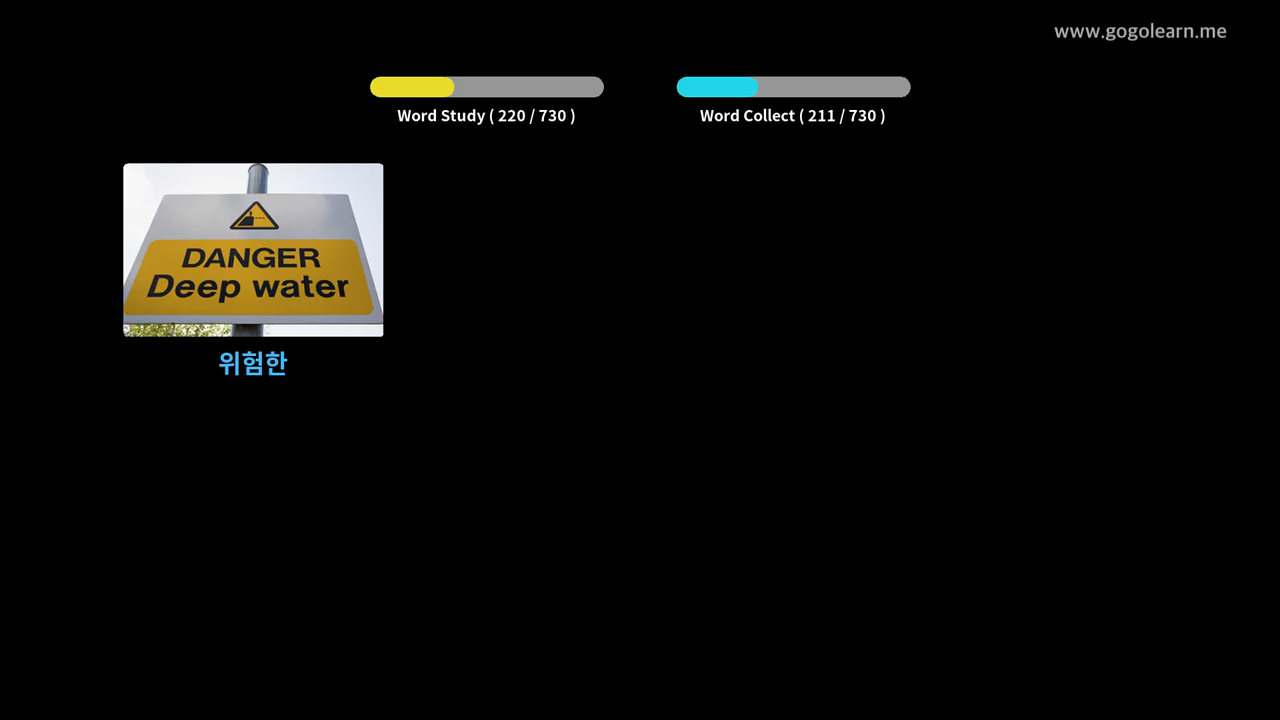 www.gogolearn.me
Word Study ( 220 / 730 )
Word Collect ( 211 / 730 )
DANGER
Deep water
위험한